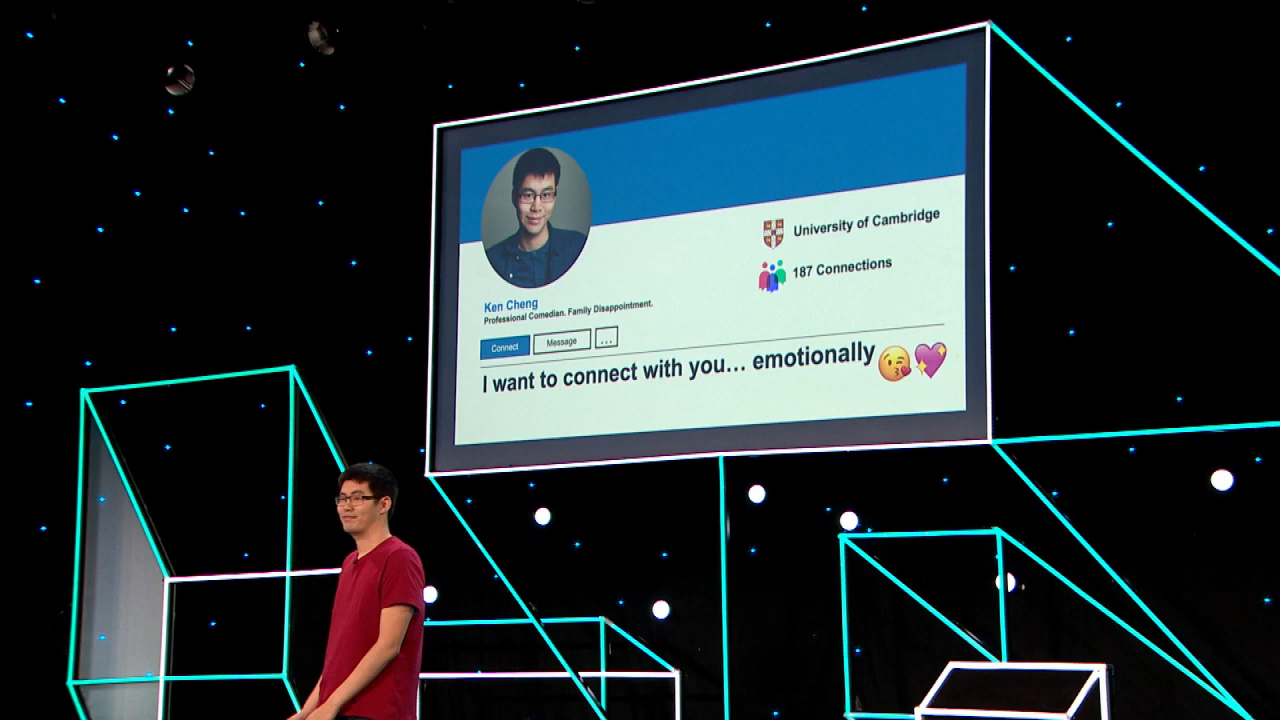 University of Cambridge
187 Connections
Ken Cheng
Professional Comedian. Family Disappointment.
Connect
Message
...
I want to connect with you... emotionally😘💖